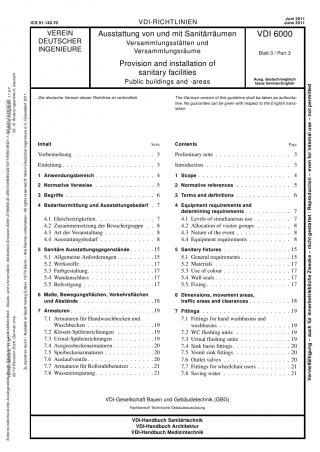 ICS 91.140.70
VDI-RICHTLINIEN
Juni 2011
June 2011
VEREIN
DEUTSCHER
INGENIEURE
Ausstattung von und mit Sanitärräumen
Versammlungsstätten und
Versammlungsräume
Provision and installation of
sanitary facilities
Public buildings and -areas
VDI 6000
Blatt 3 / Part 3
Ausg. deutsch/englisch
Issue German/English
Die deutsche Version dieser Richtlinie ist verbindlich.
The German version of this guideline shall be taken as authorita-
tive. No guarantee can be given with respect to the English trans-
lation.
Inhalt Seite
Vorbemerkung . . . 3
Einleitung . . . 3
1 Anwendungsbereich . . . 4
2 Normative Verweise . . . 5
3 Begriffe . . . 6
4 Bedarfsermittlung und Ausstattungsbedarf . 7
4.1 Gleichzeitigkeiten . . . 7
4.2 Zusammensetzung der Besuchergruppe . . 8
4.3 Art der Veranstaltung . . . 8
4.4 Ausstattungsbedarf . . . 8
5 Sanitäre Ausstattungsgegenstände . . . 15
5.1 Allgemeine Anforderungen . . . 15
5.2 Werkstoffe . . . 17
5.3 Farbgestaltung . . . 17
5.4 Wandanschluss . . . 17
5.5 Befestigung . . . 17
6 Maße, Bewegungsflächen, Verkehrsflächen
und Abstände . . . 18
7 Armaturen . . . 19
7.1 Armaturen für Handwaschbecken und
Waschbecken . . . 19
7.2 Klosett-Spüleinrichtungen . . . 19
7.3 Urinal-Spüleinrichtungen . . . 19
7.4 Ausgussbeckenarmaturen . . . 20
7.5 Speibeckenarmaturen . . . 20
7.6 Auslaufventile . . . 20
7.7 Armaturen für Rollstuhlbenutzer . . . 21
7.8 Wassereinsparung . . . 21
Contents Page
Preliminary note . . . 3
Introduction . . . 3
1 Scope . . . 4
2 Normative references . . . 5
3 Terms and definitions . . . 6
4 Equipment requirements and
determining requirements . . . 7
4.1 Levels of simultaneous use . . . 7
4.2 Allocation of visitor groups . . . 8
4.3 Nature of the event . . . 8
4.4 Equipment requirements . . . 8
5 Sanitary fixtures . . . 15
5.1 General requirements . . . 15
5.2 Materials . . . 17
5.3 Use of colour . . . 17
5.4 Wall seals . . . 17
5.5 Fixing . . . 17
6 Dimensions, movement areas,
traffic areas and clearances . . . 18
7 Fittings . . . 19
7.1 Fittings for hand washbasins and
washbasins . . . 19
7.2 WC flushing units . . . 19
7.3 Urinal flushing units . . . 19
7.4 Sink basin fittings . . . 20
7.5 Vomit sink fittings . . . 20
7.6 Outlet valves . . . 20
7.7 Fittings for wheelchair users . . . 21
7.8 Saving water . . . 21
VDI-Gesellschaft Bauen und Gebäudetechnik (GBG)
Fachbereich Technische Gebäudeausrüstung
VDI-Handbuch Sanitärtechnik
VDI-Handbuch Architektur
VDI-Handbuch Medizintechnik
Vervielfältigung – auch für innerbetriebliche Zwecke – nicht gestattet / Reproduction – even for internal use – not permitted